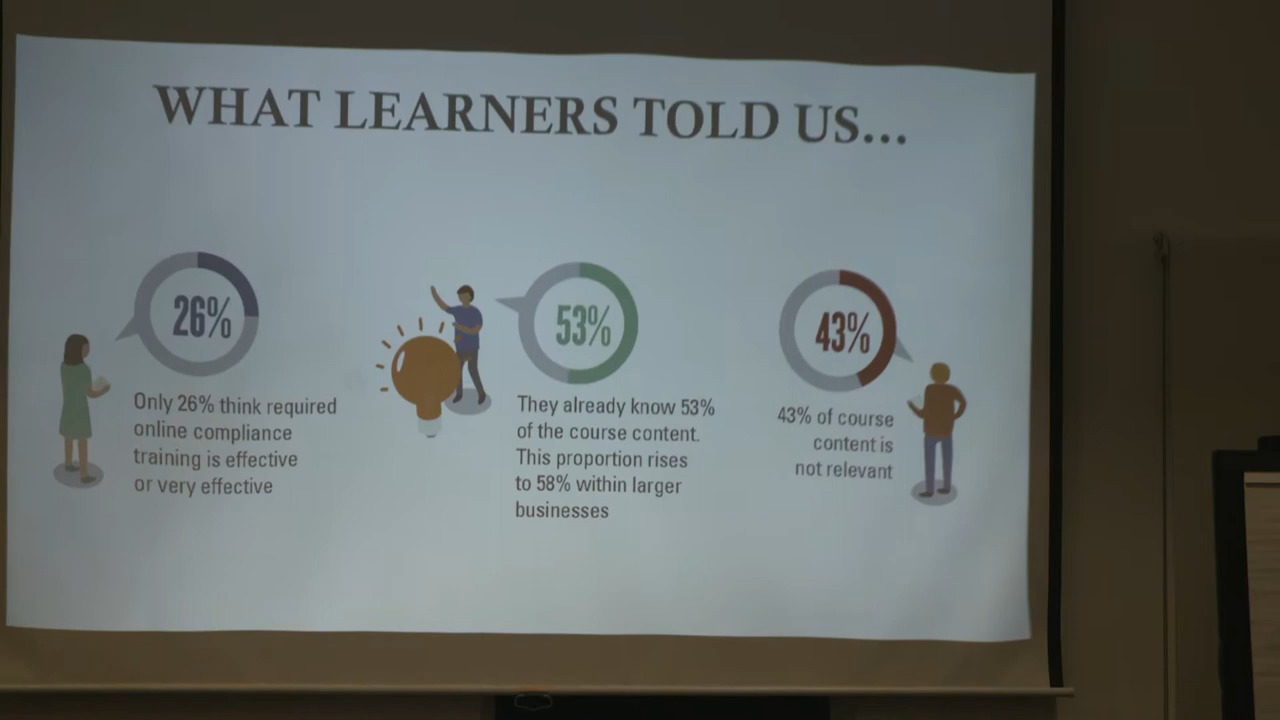 WHAT LEARNERS TOLD US...
26%
Only 26% think required
online compliance
training is effective
or very effective
53%
They already know 53%
of the course content.
This proportion rises
to 58% within larger
businesses
43%
43% of course
content is
not relevant